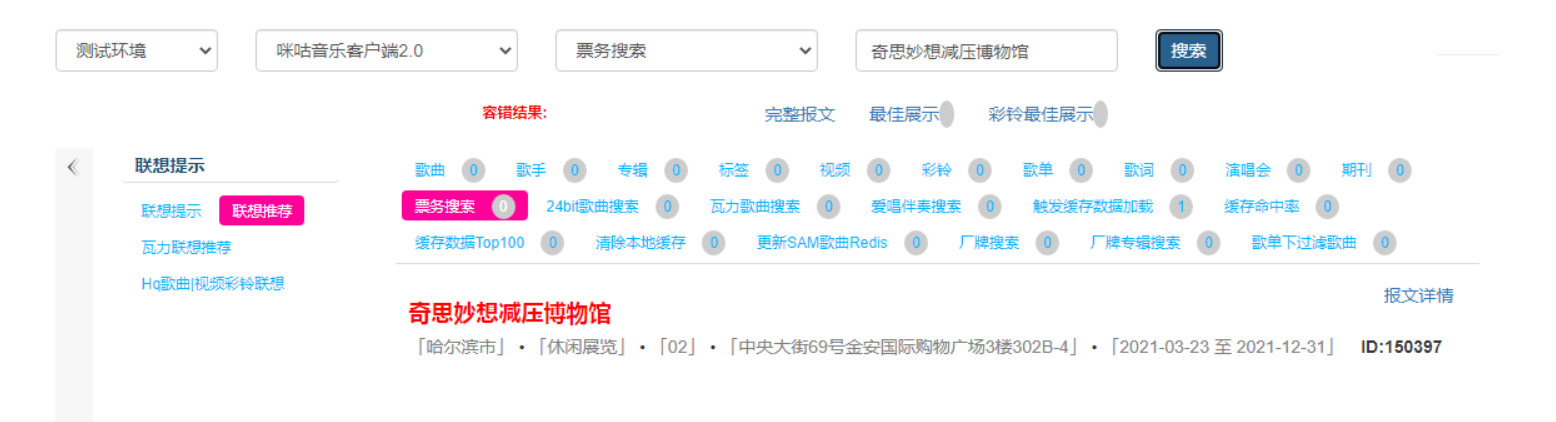 测试环境 咪咕音乐客户端2.0 票务搜索 奇思妙想减压博物馆 搜索
容错结果: 完整报文 最佳展示 彩铃最佳展示
联想提示
联想提示 联想推荐
瓦力联想推荐
Hq歌曲|视频彩铃联想
歌曲 0 歌手 0 专辑 0 标签 0 视频 0 彩铃 0 歌单 0 歌词 0 演唱会 0 期刊 0
票务搜索 0 24bit歌曲搜索 0 瓦力歌曲搜索 0 爱唱伴奏搜索 0 触发缓存数据加载 1 缓存命中率 0
缓存数据Top100 0 清除本地缓存 0 更新SAM歌曲Redis 0 厂牌搜索 0 厂牌专辑搜索 0 歌单下过滤歌曲 0
报文详情
奇思妙想减压博物馆
「哈尔滨市」 • 「休闲展览」 • 「02」 • 「中央大街69号金安国际购物广场3楼302B-4」 • 「2021-03-23 至 2021-12-31」 ID:150397